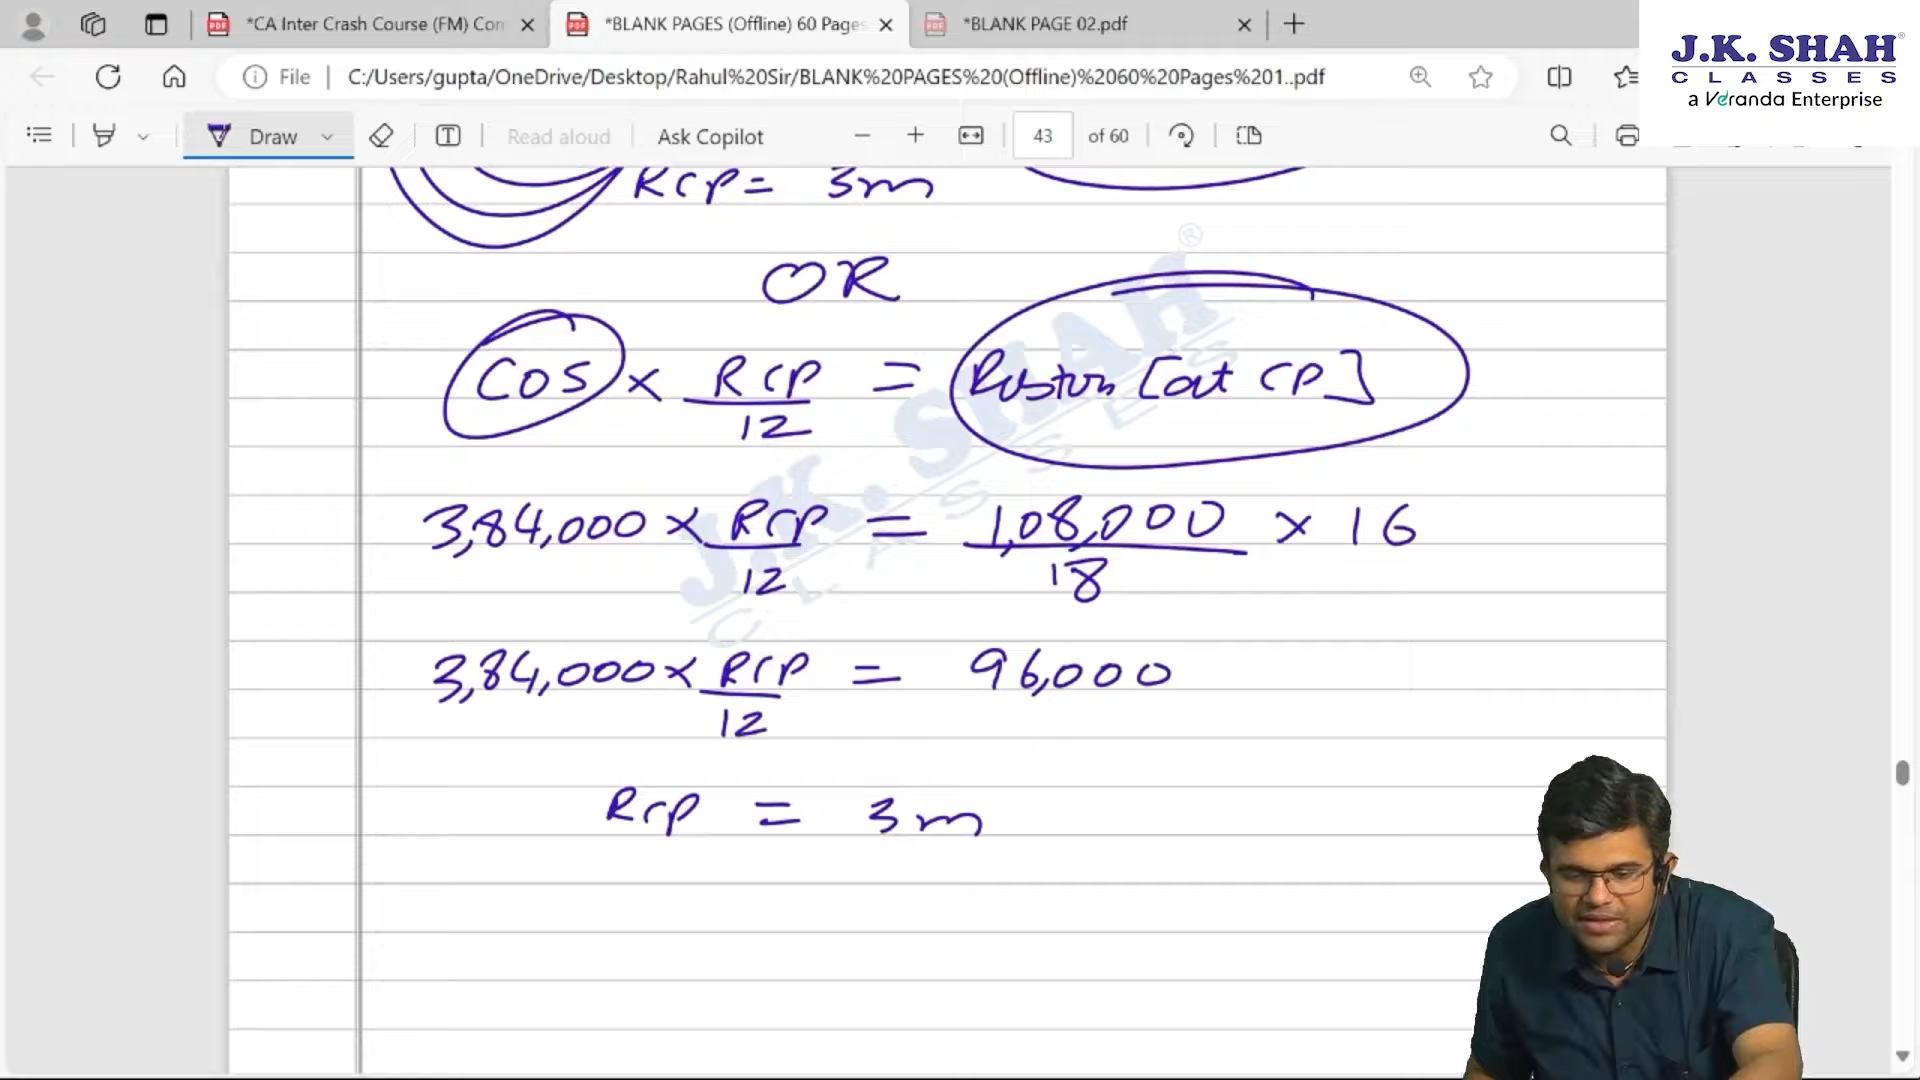 *CA Inter Crash Course (FM) Con
*BLANK PAGES (Offline) 60 Page
*BLANK PAGE 02.pdf
J.K. SHAH®
CLASSES
a Veranda Enterprise
File
C:/Users/gupta/OneDrive/Desktop/Rahul%20Sir/BLANK%20PAGES%20(Offline)%2060%20Pages%201..pdf
Draw
Read aloud
Ask Copilot
43 of 60
RCP = 3m
OR
COS × RCP/12 = [at CP]
3,84,000 × RCP/12 = 1,08,000/18 × 16
3,84,000 × RCP/12 = 96,000
RCP = 3m
J.K. SHAH®
CLASSES